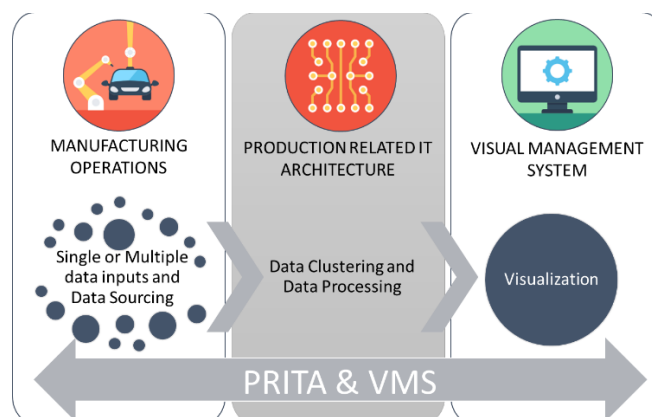 MANUFACTURING
OPERATIONS
PRODUCTION RELATED IT
ARCHITECTURE
VISUAL MANAGEMENT
SYSTEM
Single or Multiple
data inputs and
Data Sourcing
Data Clustering and
Data Processing
Visualization
PRITA & VMS